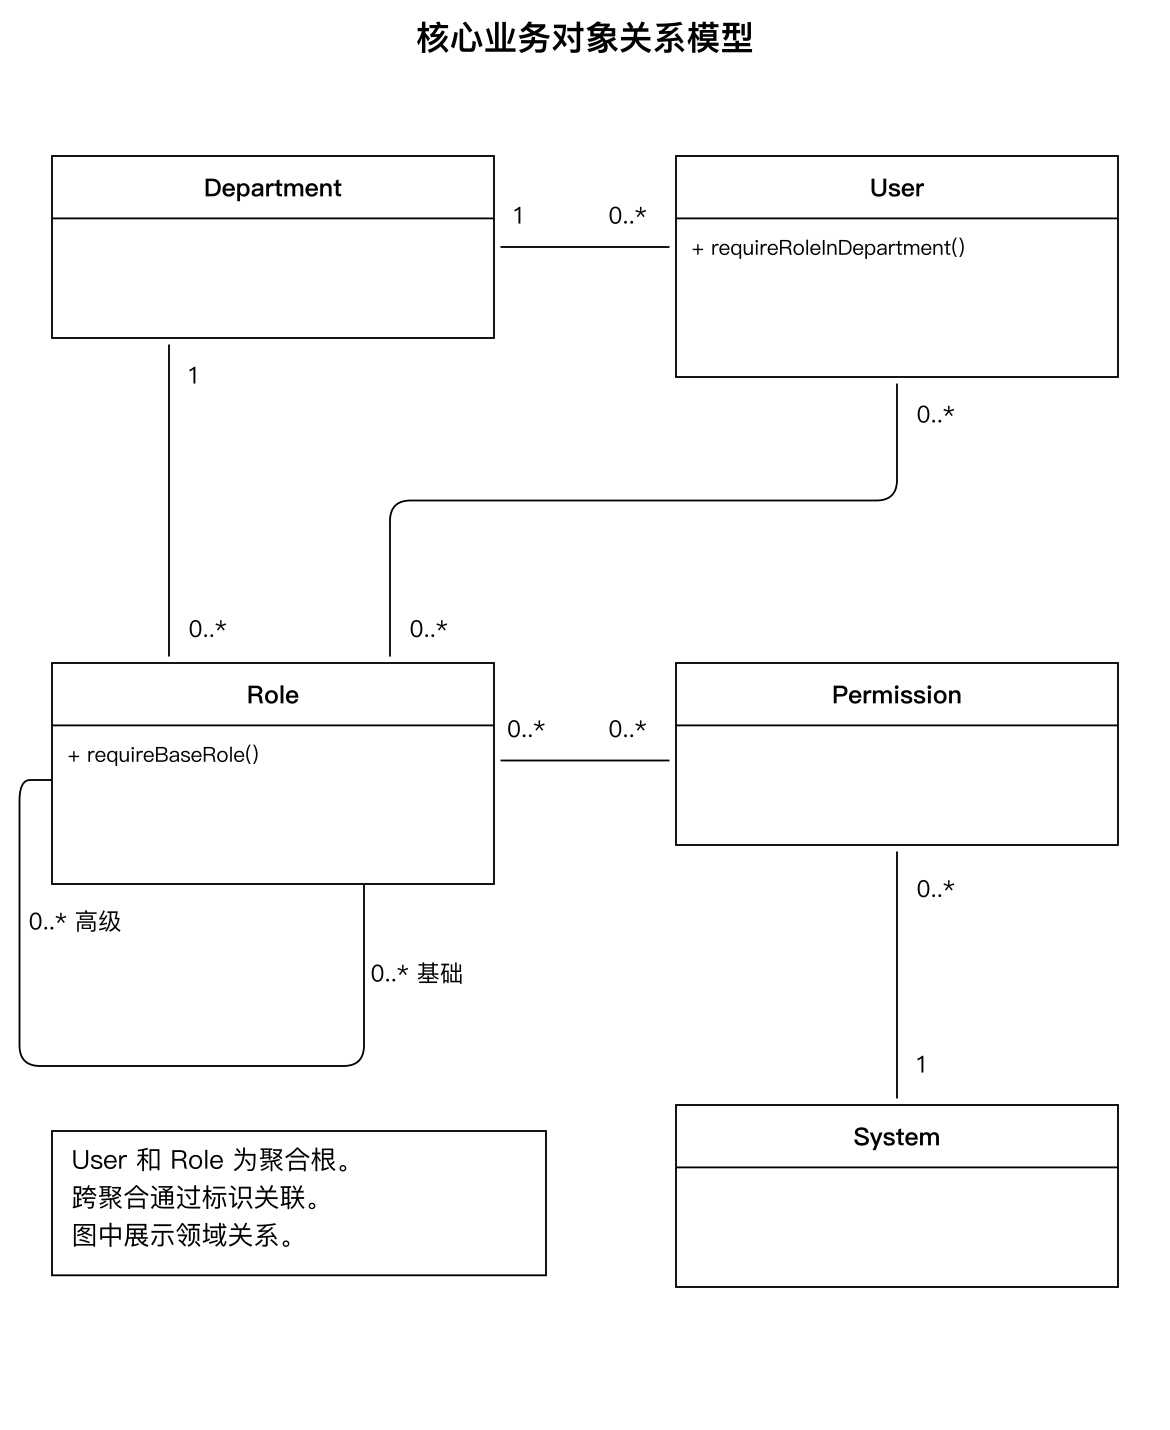 核心业务对象关系模型
Department
User
1
0..*
+ requireRoleInDepartment()
1
0..*
0..*
0..*
Role
Permission
0..*
0..*
+ requireBaseRole()
0..*
0..* 高级
0..* 基础
1
System
User 和 Role 为聚合根。
跨聚合通过标识关联。
图中展示领域关系。